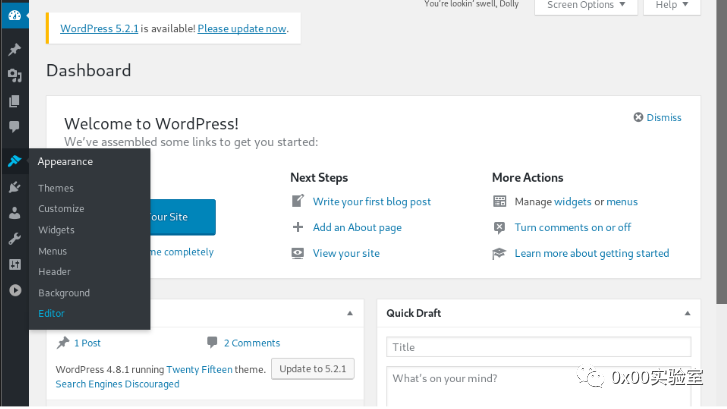 You're lookin' swell, Dolly
Screen Options
Help
WordPress 5.2.1 is available! Please update now.
Dashboard
Welcome to WordPress!
We've assembled some links to get you started:
Dismiss
Appearance
Themes
Customize
Widgets
Menus
Header
Background
Editor
our Site
me completely
Next Steps
Write your first blog post
Add an About page
View your site
More Actions
Manage widgets or menus
Turn comments on or off
Learn more about getting started
1 Post
2 Comments
WordPress 4.8.1 running Twenty Fifteen theme.
Update to 5.2.1
Search Engines Discouraged
Quick Draft
Title
What's on your mind?
0x00实验室